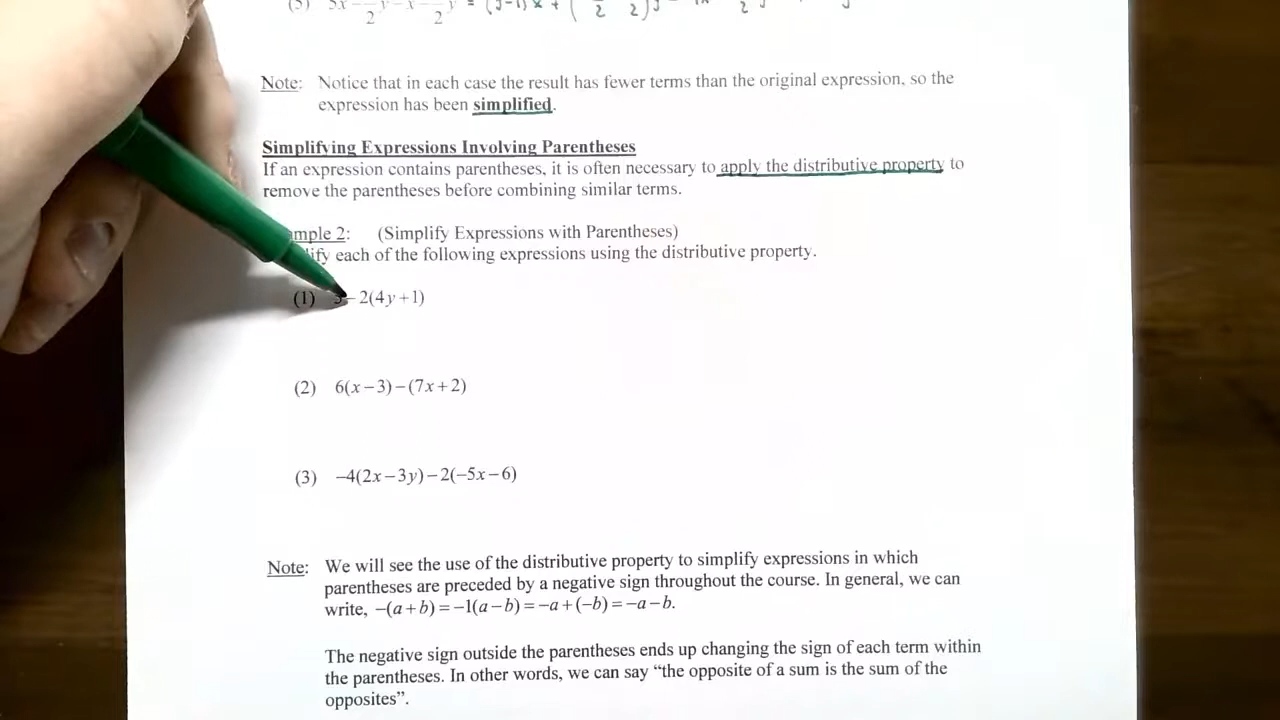 Note: Notice that in each case the result has fewer terms than the original expression, so the
expression has been simplified.
Simplifying Expressions Involving Parentheses
If an expression contains parentheses, it is often necessary to apply the distributive property to
remove the parentheses before combining similar terms.
mple 2: (Simplify Expressions with Parentheses)
ify each of the following expressions using the distributive property.
(1) 3–2(4y+1)
(2) 6(x–3)–(7x+2)
(3) –4(2x–3y)–2(–5x–6)
Note: We will see the use of the distributive property to simplify expressions in which
parentheses are preceded by a negative sign throughout the course. In general, we can
write, –(a+b)=–1(a–b)=–a+(–b)=–a–b.
The negative sign outside the parentheses ends up changing the sign of each term within
the parentheses. In other words, we can say “the opposite of a sum is the sum of the
opposites”.